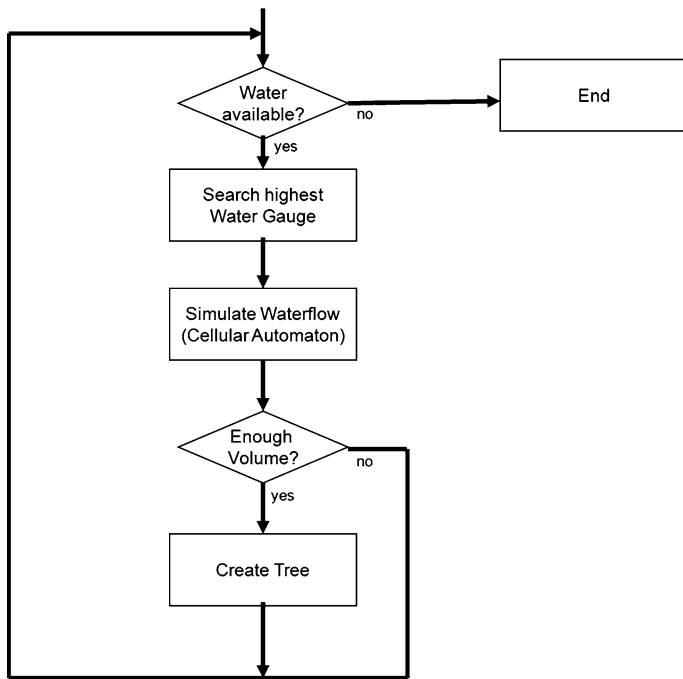 Water
available?
End
no
yes
Search highest
Water Gauge
Simulate Waterflow
(Cellular Automaton)
Enough
Volume?
no
yes
Create Tree